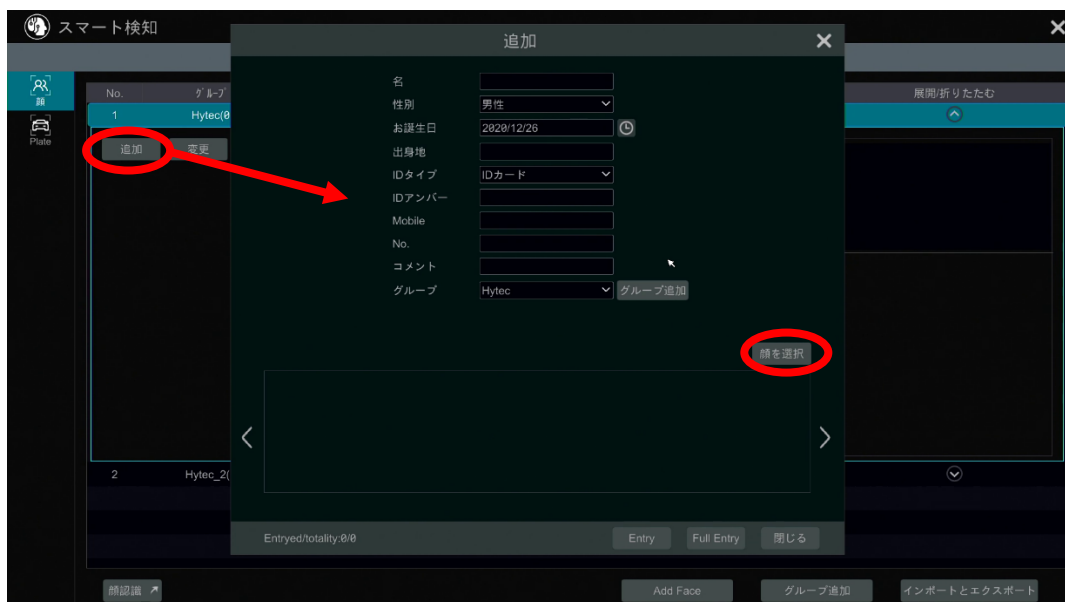 スマート検知
追加
顔
Plate
No.
グループ
展開/折りたたむ
1
Hytec(0
追加
変更
名
性別
男性
お誕生日
2020/12/26
出身地
IDタイプ
IDカード
IDアンバー
Mobile
No.
コメント
グループ
Hytec
グループ追加
顔を選択
2
Hytec_2(
Entryed/totality:0/0
Entry
Full Entry
閉じる
顔認識
Add Face
グループ追加
インポートとエクスポート